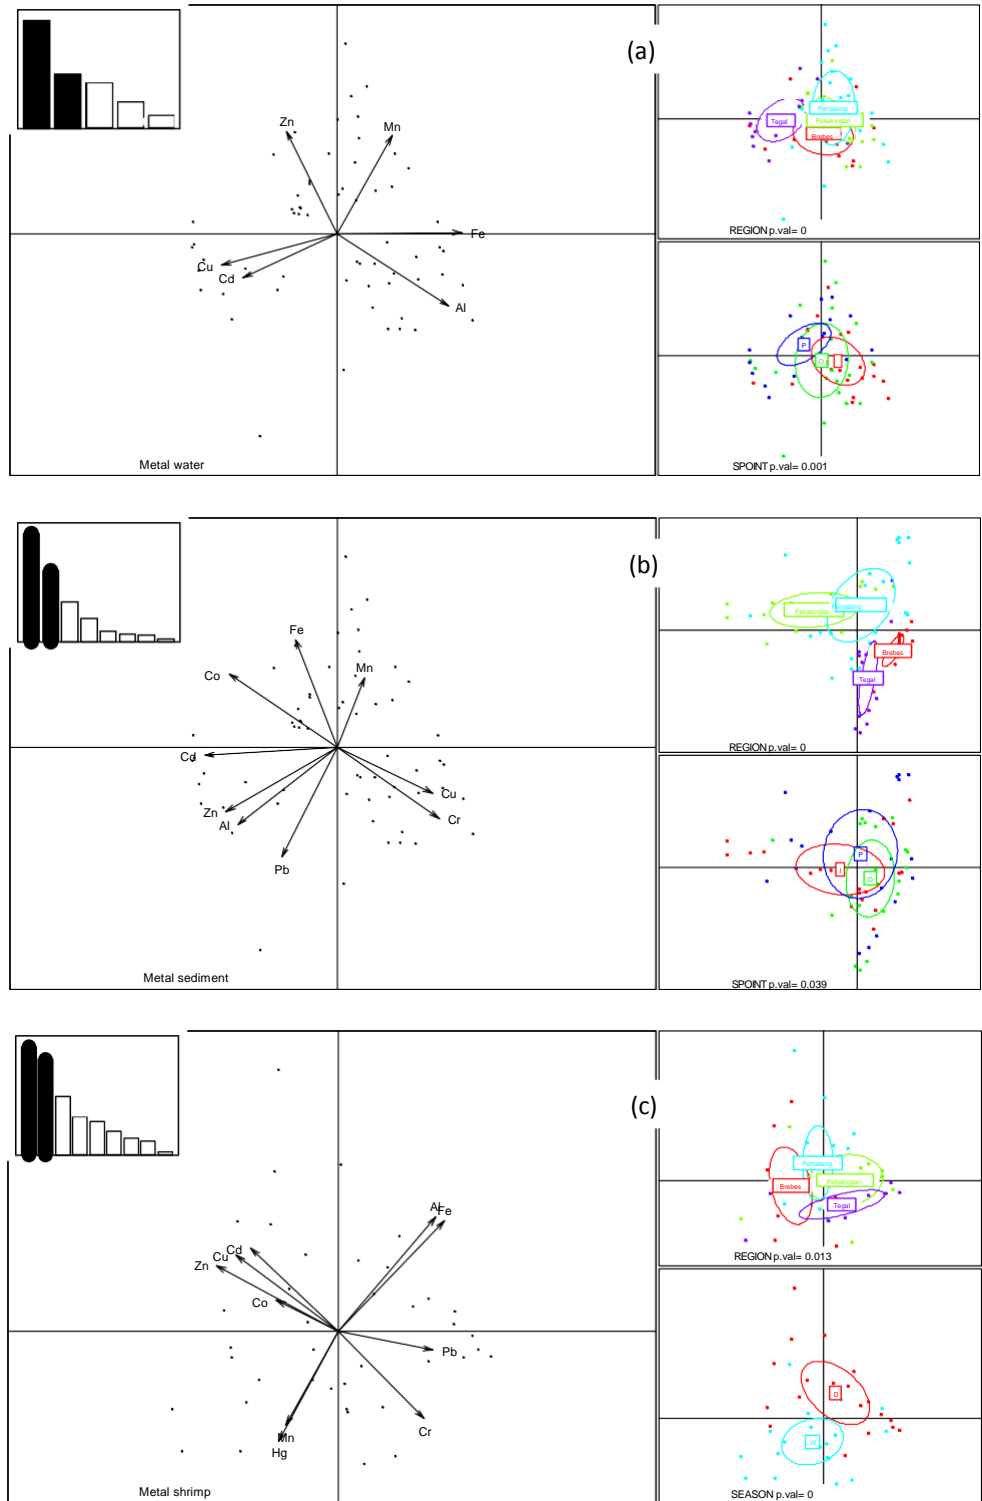 (a)
Zn
Mn
Fe
Cu
Cd
Al
Metal water
Pemalang
Tegal
Pekalongan
Brebes
REGION p.val= 0
P
O
I
SPOINT p.val= 0.001
(b)
Fe
Co
Mn
Cd
Cu
Zn
Al
Cr
Pb
Metal sediment
Pekalongan
Pemalang
Brebes
Tegal
REGION p.val= 0
P
I
O
SPOINT p.val= 0.039
(c)
Al
Fe
Cd
Cu
Zn
Co
Pb
Mn
Cr
Hg
Metal shrimp
Pemalang
Pekalongan
Brebes
Tegal
REGION p.val= 0.013
D
W
SEASON p.val= 0